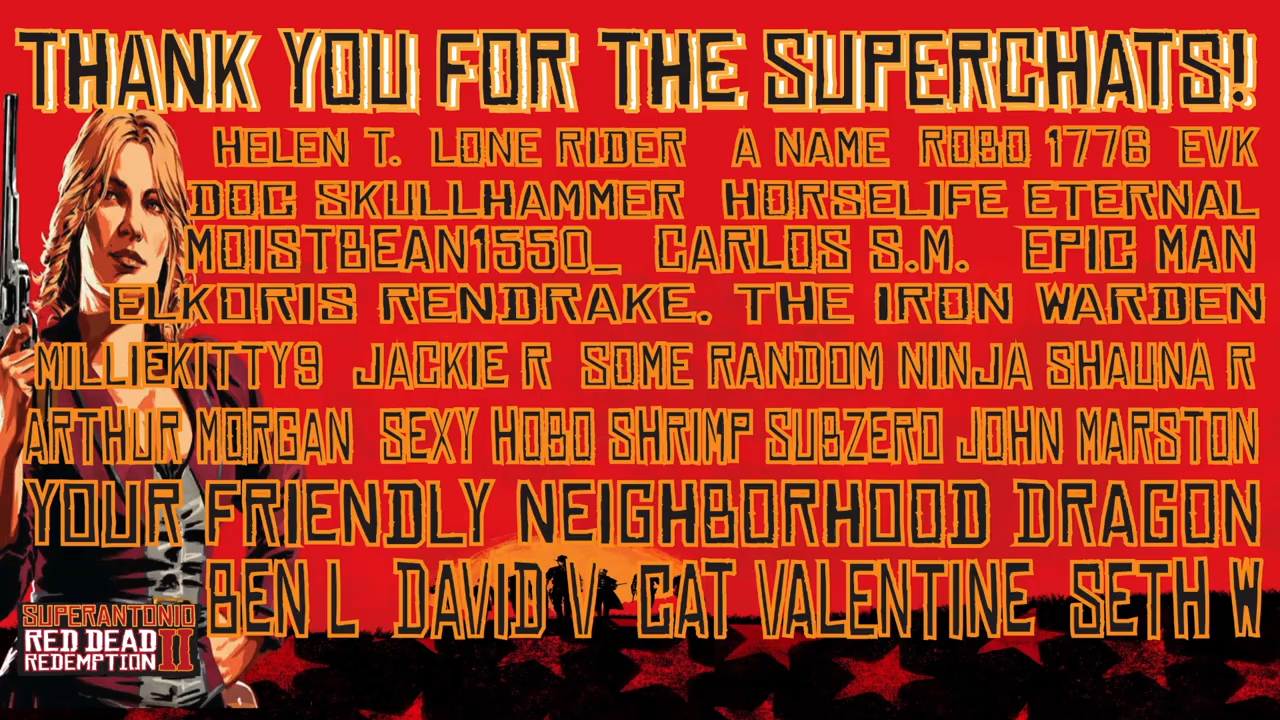 THANK YOU FOR THE SUPERCHATS!
HELEN T. LONE RIDER A NAME ROBO 1776 EVK
DOC SKULLHAMMER HORSELIFE ETERNAL
MOISTBEAN1550_ CARLOS S.M. EPIC MAN
ELKORIS RENDRAKE. THE IRON WARDEN
MILLIEKITTY9 JACKIE R SOME RANDOM NINJA SHAUNA R
ARTHUR MORGAN SEXY HOBO SHRIMP SUBZERO JOHN MARSTON
YOUR FRIENDLY NEIGHBORHOOD DRAGON
BEN L DAVID V CAT VALENTINE SETH W
SUPERANTONIO
RED DEAD
REDEMPTION II